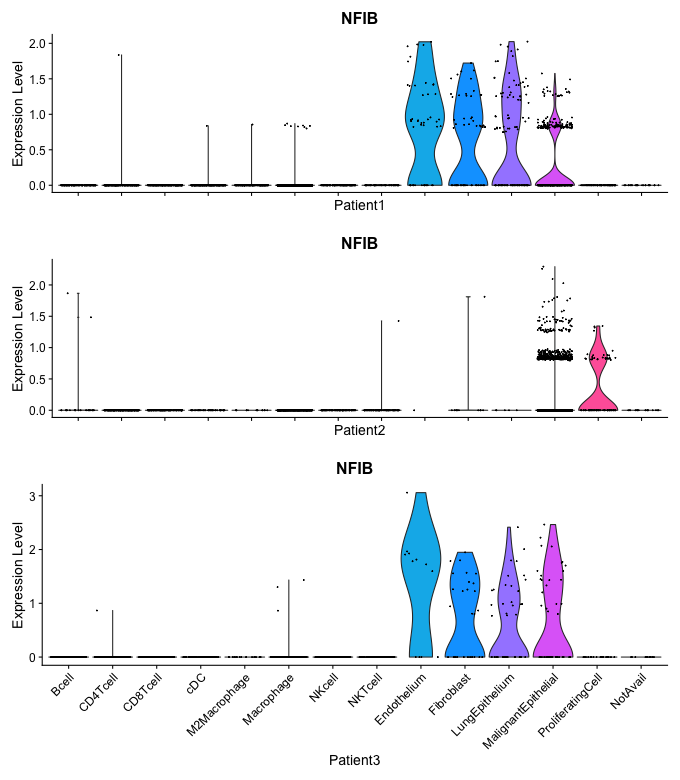 NFIB
Expression Level
2.0
1.5
1.0
0.5
0.0
Patient1
NFIB
Expression Level
2.0
1.5
1.0
0.5
0.0
Patient2
NFIB
Expression Level
3
2
1
0
Bcell
CD4Tcell
CD8Tcell
cDC
M2Macrophage
Macrophage
NKcell
NKTcell
Endothelium
Fibroblast
LungEpithelium
MalignantEpithelial
ProliferatingCell
NotAvail
Patient3